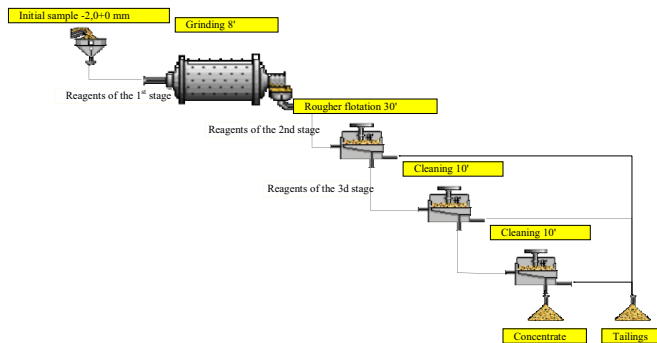 Initial sample -2,0+0 mm
Grinding 8'
Reagents of the 1st stage
Rougher flotation 30'
Reagents of the 2nd stage
Cleaning 10'
Reagents of the 3d stage
Cleaning 10'
Concentrate
Tailings